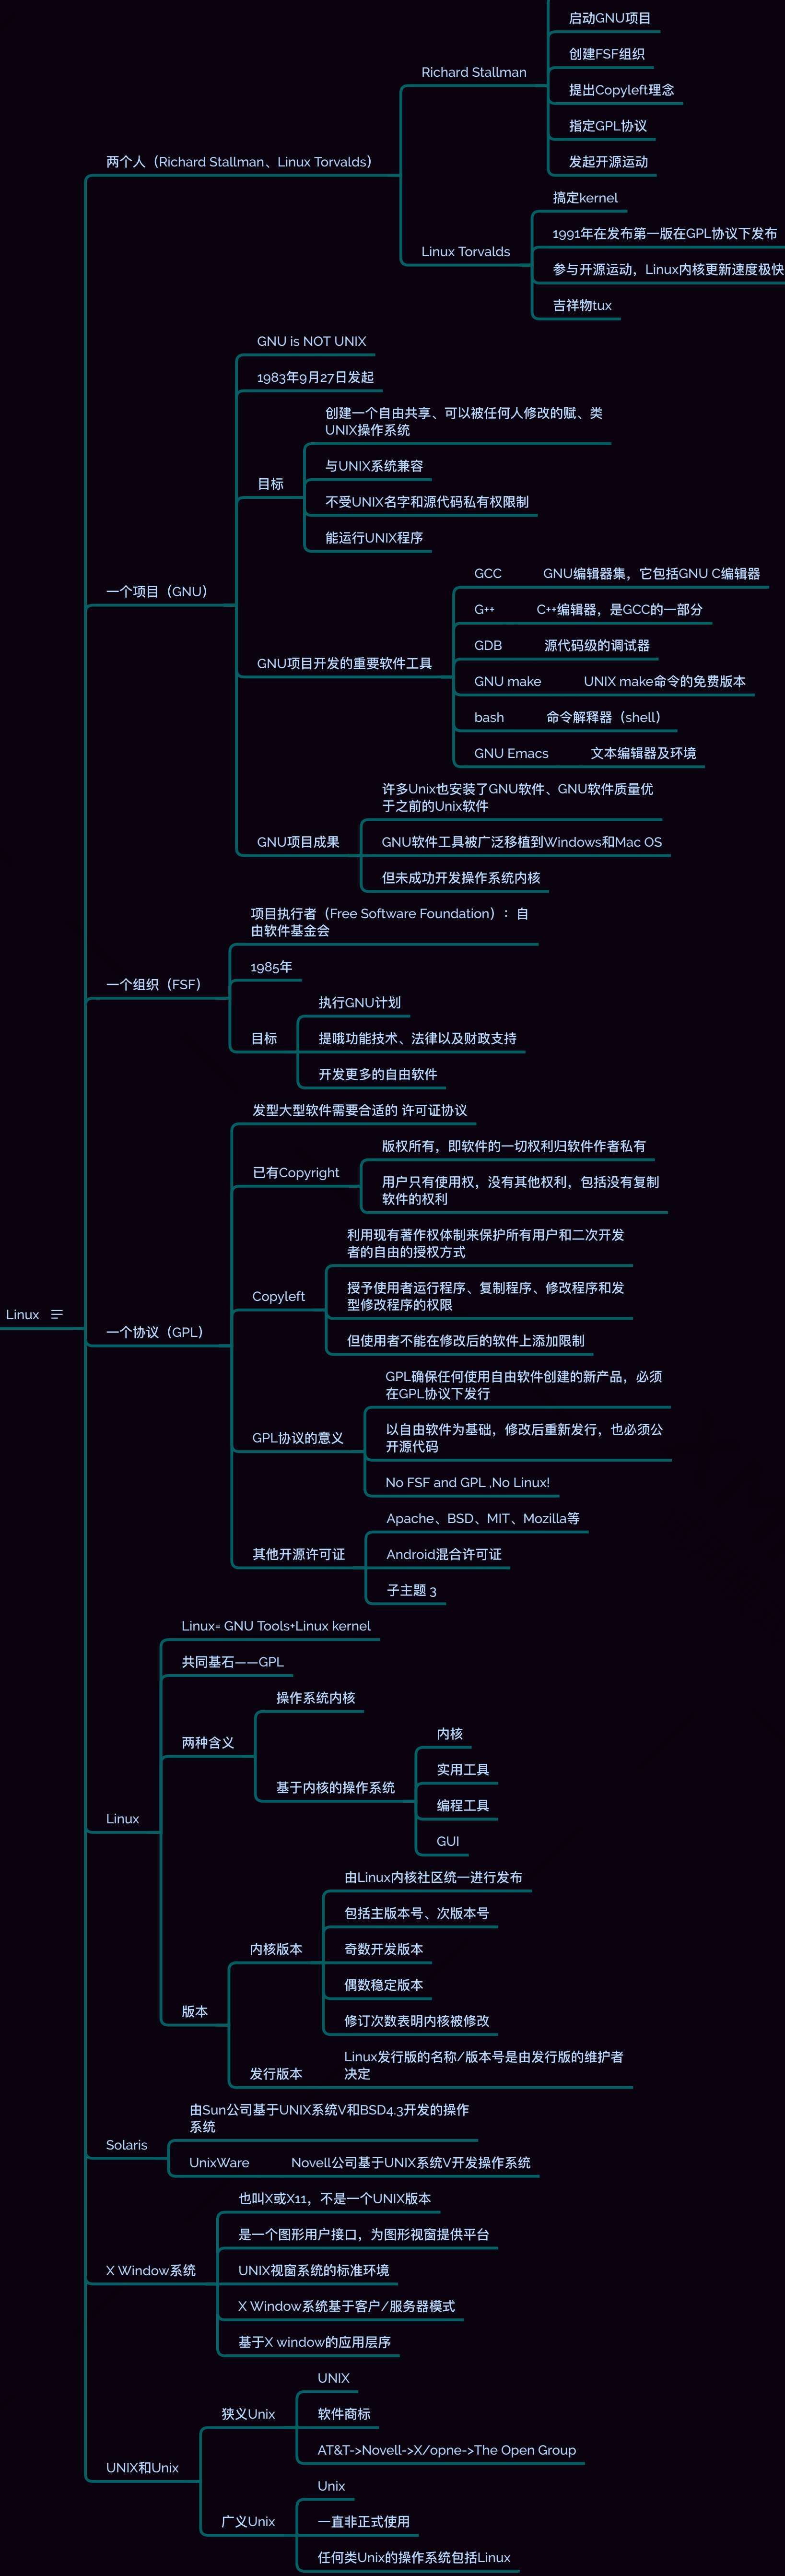 启动GNU项目
创建FSF组织
Richard Stallman
提出Copyleft理念
指定GPL协议
发起开源运动
两个人（Richard Stallman、Linux Torvalds）
搞定kernel
1991年在发布第一版在GPL协议下发布
Linux Torvalds
参与开源运动，Linux内核更新速度极快
吉祥物tux
GNU is NOT UNIX
1983年9月27日发起
创建一个自由共享、可以被任何人修改的赋、类
UNIX操作系统
与UNIX系统兼容
目标
不受UNIX名字和源代码私有权限制
能运行UNIX程序
一个项目（GNU）
GCC GNU编辑器集，它包括GNU C编辑器
G++ C++编辑器，是GCC的一部分
GDB 源代码级的调试器
GNU项目开发的重要软件工具
GNU make UNIX make命令的免费版本
bash 命令解释器（shell）
GNU Emacs 文本编辑器及环境
许多Unix也安装了GNU软件、GNU软件质量优
于之前的Unix软件
GNU项目成果
GNU软件工具被广泛移植到Windows和Mac OS
但未成功开发操作系统内核
项目执行者（Free Software Foundation）：自
由软件基金会
一个组织（FSF）
1985年
执行GNU计划
目标
提哦功能技术、法律以及财政支持
开发更多的自由软件
发型大型软件需要合适的 许可证协议
版权所有，即软件的一切权利归软件作者私有
已有Copyright
用户只有使用权，没有其他权利，包括没有复制
软件的权利
利用现有著作权体制来保护所有用户和二次开发
者的自由的授权方式
Copyleft
授予使用者运行程序、复制程序、修改程序和发
型修改程序的权限
但使用者不能在修改后的软件上添加限制
Linux
一个协议（GPL）
GPL确保任何使用自由软件创建的新产品，必须
在GPL协议下发行
GPL协议的意义
以自由软件为基础，修改后重新发行，也必须公
开源代码
No FSF and GPL ,No Linux!
Apache、BSD、MIT、Mozilla等
其他开源许可证
Android混合许可证
子主题 3
Linux= GNU Tools+Linux kernel
共同基石——GPL
操作系统内核
两种含义
内核
实用工具
基于内核的操作系统
编程工具
GUI
Linux
由Linux内核社区统一进行发布
包括主版本号、次版本号
内核版本
奇数开发版本
偶数稳定版本
修订次数表明内核被修改
版本
Linux发行版的名称/版本号是由发行版的维护者
决定
发行版本
由Sun公司基于UNIX系统V和BSD4.3开发的操作
系统
Solaris
UnixWare Novell公司基于UNIX系统V开发操作系统
也叫X或X11，不是一个UNIX版本
是一个图形用户接口，为图形视窗提供平台
X Window系统
UNIX视窗系统的标准环境
X Window系统基于客户/服务器模式
基于X window的应用层序
UNIX
狭义Unix
软件商标
AT&T->Novell->X/opne->The Open Group
UNIX和Unix
Unix
广义Unix
一直非正式使用
任何类Unix的操作系统包括Linux